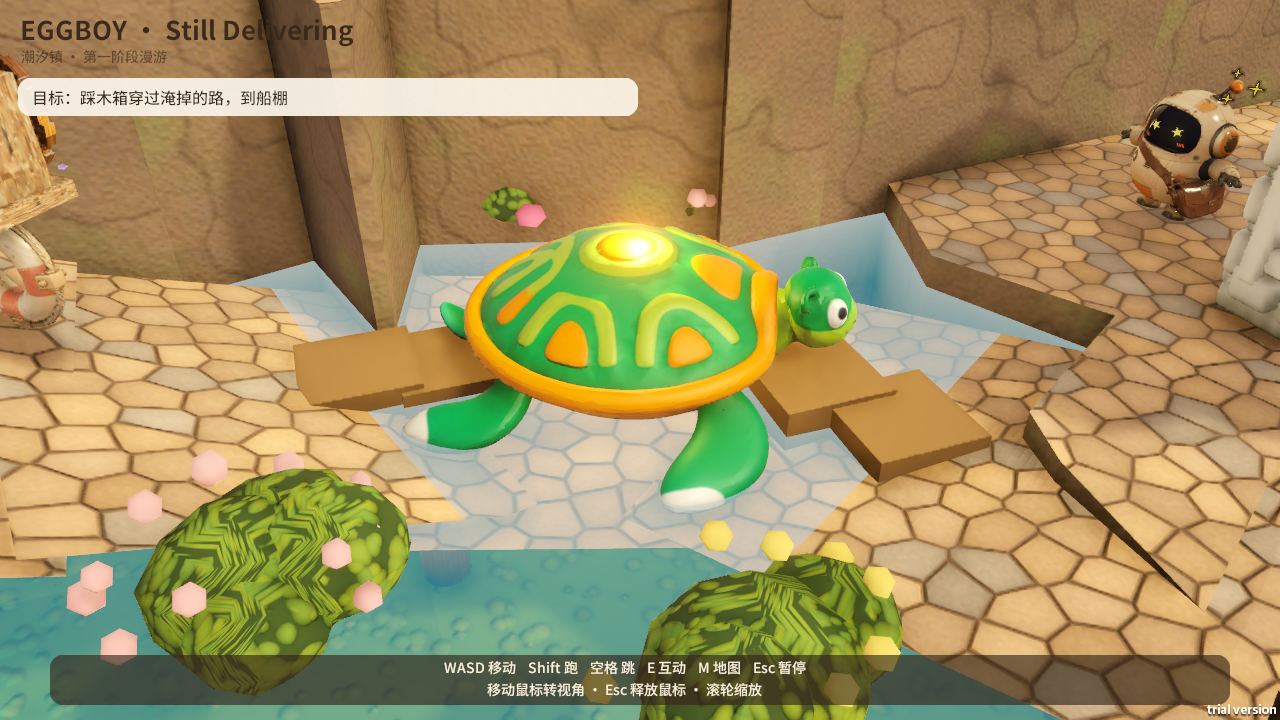 EGGBOY · Still Delivering
潮汐镇 · 第一阶段漫游
目标：踩木箱穿过淹掉的路，到船棚
WASD 移动 Shift 跑 空格 跳 E 互动 M 地图 Esc 暂停
移动鼠标转视角 · Esc 释放鼠标 · 滚轮缩放
trial version